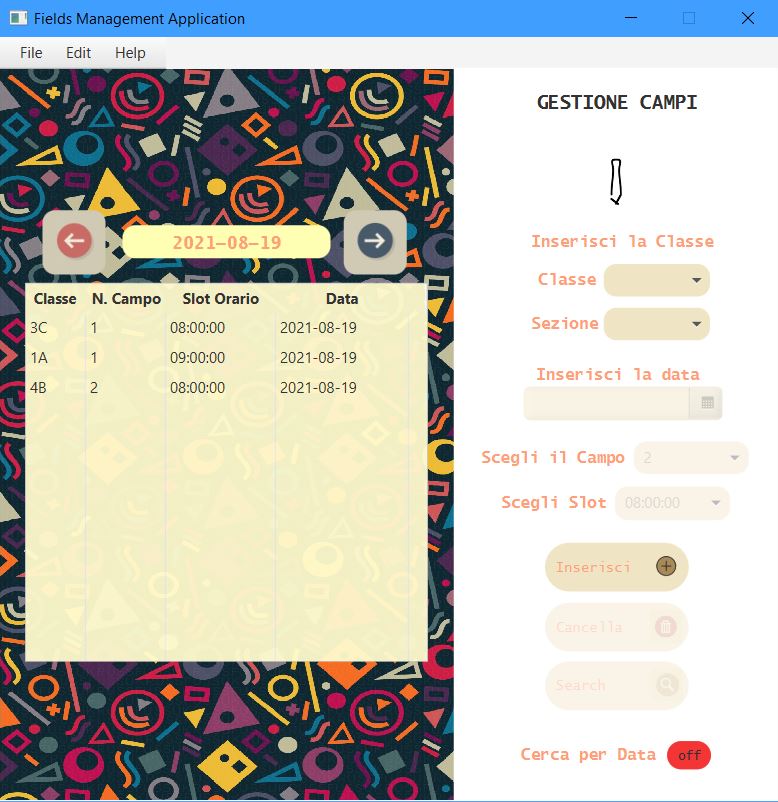 Fields Management Application
File Edit Help
2021-08-19
Classe N. Campo Slot Orario Data
3C 1 08:00:00 2021-08-19
1A 1 09:00:00 2021-08-19
4B 2 08:00:00 2021-08-19
GESTIONE CAMPI
Inserisci la Classe
Classe
Sezione
Inserisci la data
Scegli il Campo 2
Scegli Slot 08:00:00
Inserisci
Cancella
Search
Cerca per Data off